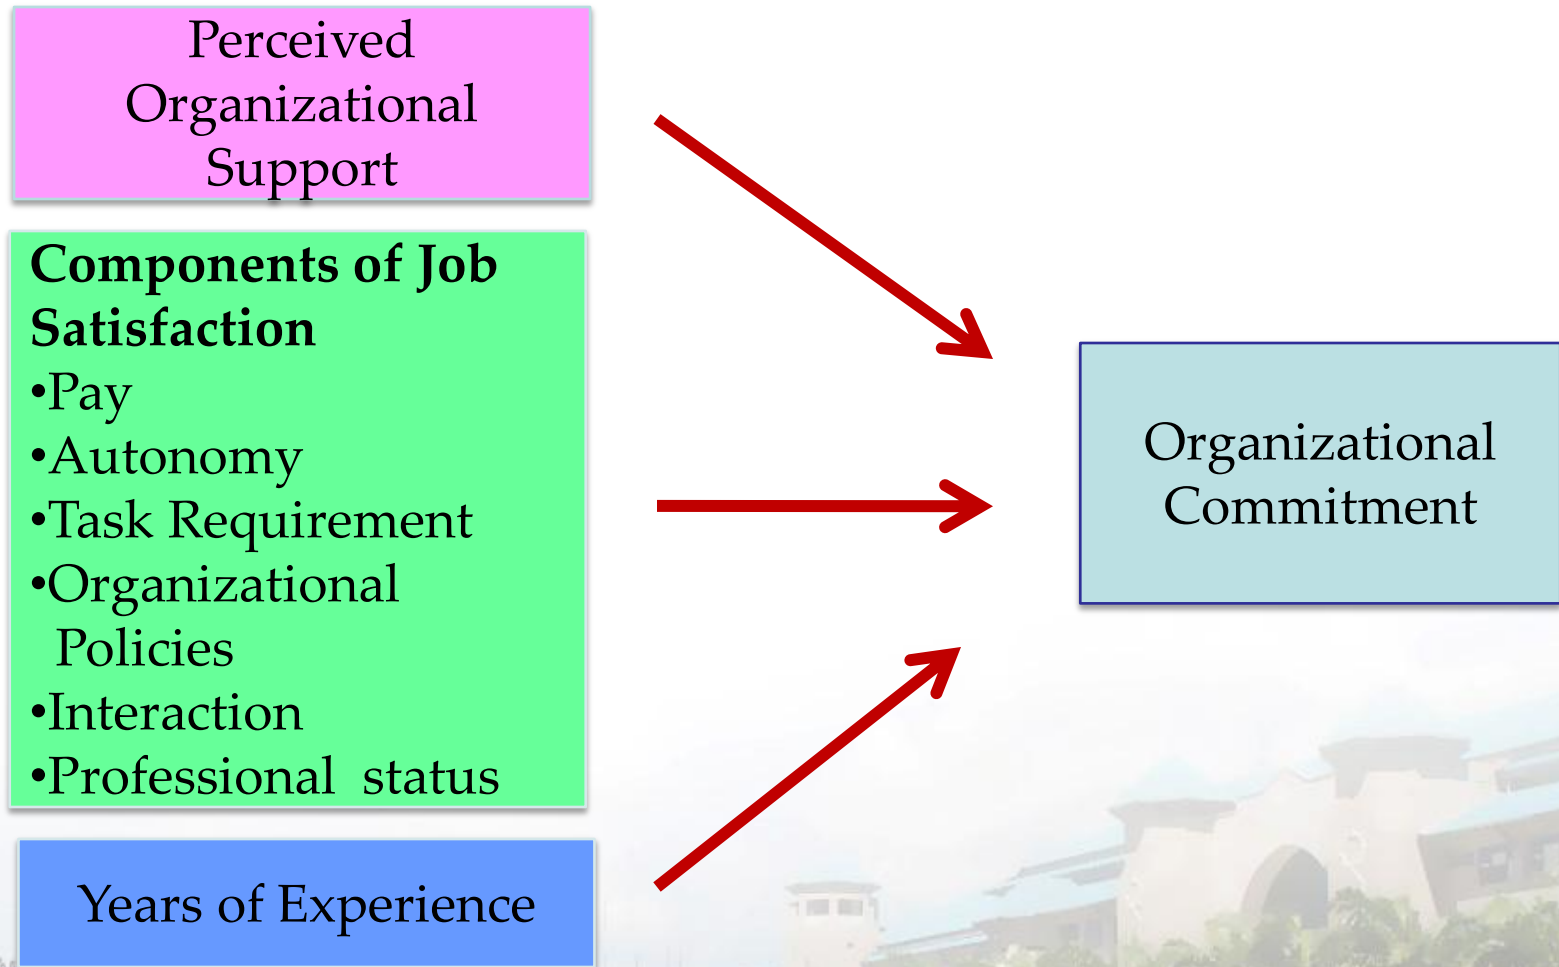 Perceived
Organizational
Support
Components of Job
Satisfaction
•Pay
•Autonomy
•Task Requirement
•Organizational
Policies
•Interaction
•Professional status
Years of Experience
Organizational
Commitment